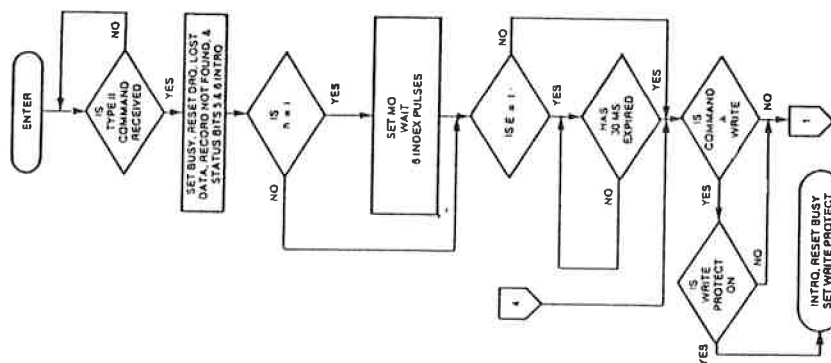 ENTER
IS
TYPE II
COMMAND
RECEIVED
NO
YES
SET BUSY, RESET DRQ, LOST
DATA, RECORD NOT FOUND, &
STATUS BITS 5 & 6 INTRQ
IS
h = 1
NO
YES
SET MO
WAIT
6 INDEX PULSES
IS E = 1
NO
YES
HAS
30 MS
EXPIRED
NO
YES
4
IS
COMMAND
A
WRITE
YES
NO
1
IS
WRITE
PROTECT
ON
NO
YES
INTRQ, RESET BUSY
SET WRITE PROTECT